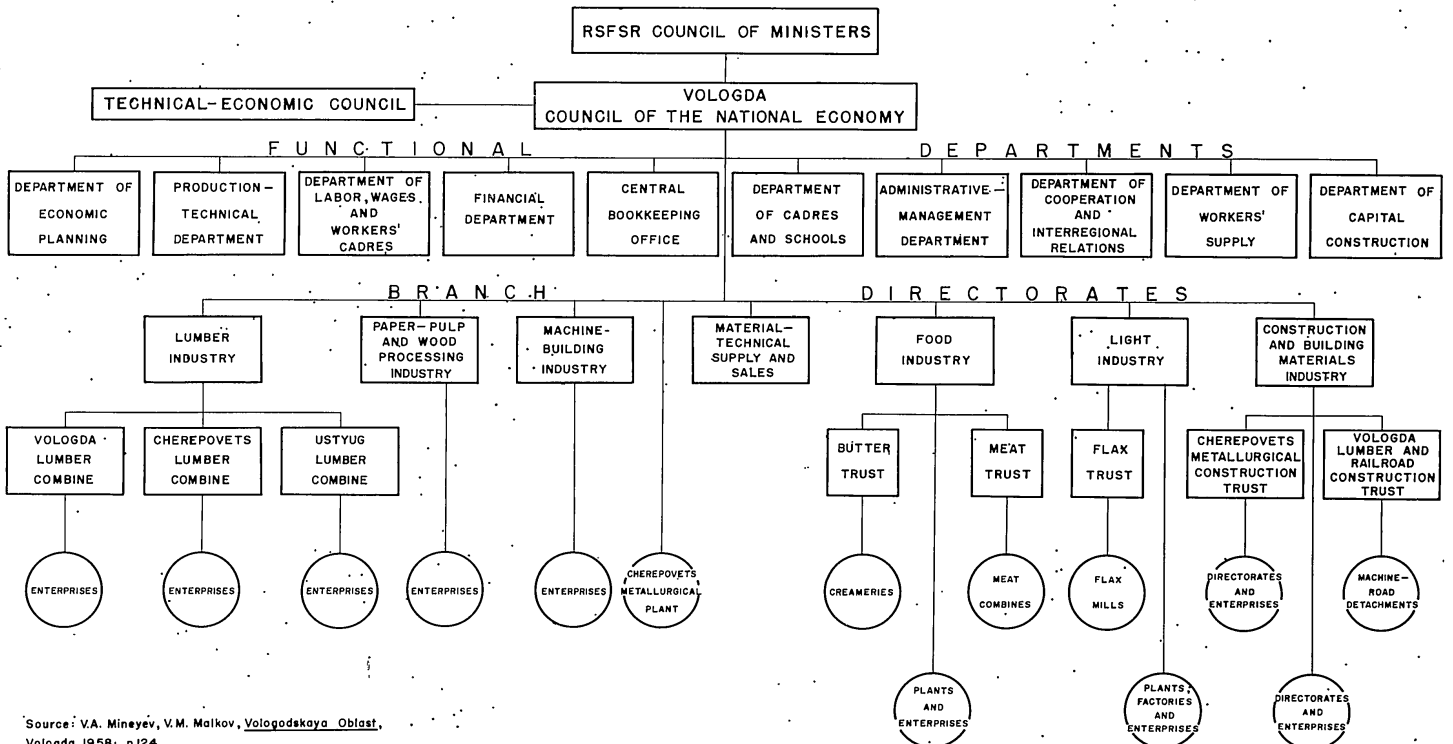 RSFSR COUNCIL OF MINISTERS
TECHNICAL-ECONOMIC COUNCIL
VOLOGDA
COUNCIL OF THE NATIONAL ECONOMY
FUNCTIONAL DEPARTMENTS
DEPARTMENT OF
ECONOMIC
PLANNING
PRODUCTION-
TECHNICAL
DEPARTMENT
DEPARTMENT OF
LABOR, WAGES
AND
WORKERS'
CADRES
FINANCIAL
DEPARTMENT
CENTRAL
BOOKKEEPING
OFFICE
DEPARTMENT
OF CADRES
AND SCHOOLS
ADMINISTRATIVE-
MANAGEMENT
DEPARTMENT
DEPARTMENT OF
COOPERATION
AND
INTERREGIONAL
RELATIONS
DEPARTMENT OF
WORKERS'
SUPPLY
DEPARTMENT OF
CAPITAL
CONSTRUCTION
BRANCH DIRECTORATES
LUMBER
INDUSTRY
PAPER-PULP
AND WOOD
PROCESSING
INDUSTRY
MACHINE-
BUILDING
INDUSTRY
MATERIAL-
TECHNICAL
SUPPLY AND
SALES
FOOD
INDUSTRY
LIGHT
INDUSTRY
CONSTRUCTION
AND BUILDING
MATERIALS
INDUSTRY
VOLOGDA
LUMBER
COMBINE
CHEREPOVETS
LUMBER
COMBINE
USTYUG
LUMBER
COMBINE
BUTTER
TRUST
MEAT
TRUST
FLAX
TRUST
CHEREPOVETS
METALLURGICAL
CONSTRUCTION
TRUST
VOLOGDA
LUMBER AND
RAILROAD
CONSTRUCTION
TRUST
ENTERPRISES
ENTERPRISES
ENTERPRISES
ENTERPRISES
ENTERPRISES
CHEREPOVETS
METALLURGICAL
PLANT
CREAMERIES
MEAT
COMBINES
FLAX
MILLS
DIRECTORATES
AND
ENTERPRISES
MACHINE-
ROAD
DETACHMENTS
PLANTS
AND
ENTERPRISES
PLANTS,
FACTORIES
AND
ENTERPRISES
DIRECTORATES
AND
ENTERPRISES
Source: V.A. Mineyev, V.M. Malkov, Vologodskaya Oblast,
Vologda 1958; p.124